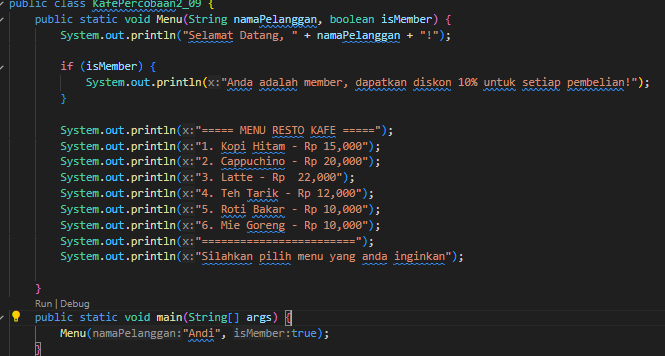 public class KafePercobaan2_09 {
public static void Menu(String namaPelanggan, boolean isMember) {
System.out.println("Selamat Datang, " + namaPelanggan + "!");
if (isMember) {
System.out.println(x:"Anda adalah member, dapatkan diskon 10% untuk setiap pembelian!");
}
System.out.println(x:"===== MENU RESTO KAFE =====");
System.out.println(x:"1. Kopi Hitam - Rp 15,000");
System.out.println(x:"2. Cappuchino - Rp 20,000");
System.out.println(x:"3. Latte - Rp  22,000");
System.out.println(x:"4. Teh Tarik - Rp 12,000");
System.out.println(x:"5. Roti Bakar - Rp 10,000");
System.out.println(x:"6. Mie Goreng - Rp 10,000");
System.out.println(x:"========================");
System.out.println(x:"Silahkan pilih menu yang anda inginkan");
}
Run | Debug
public static void main(String[] args) {
Menu(namaPelanggan:"Andi", isMember:true);
}